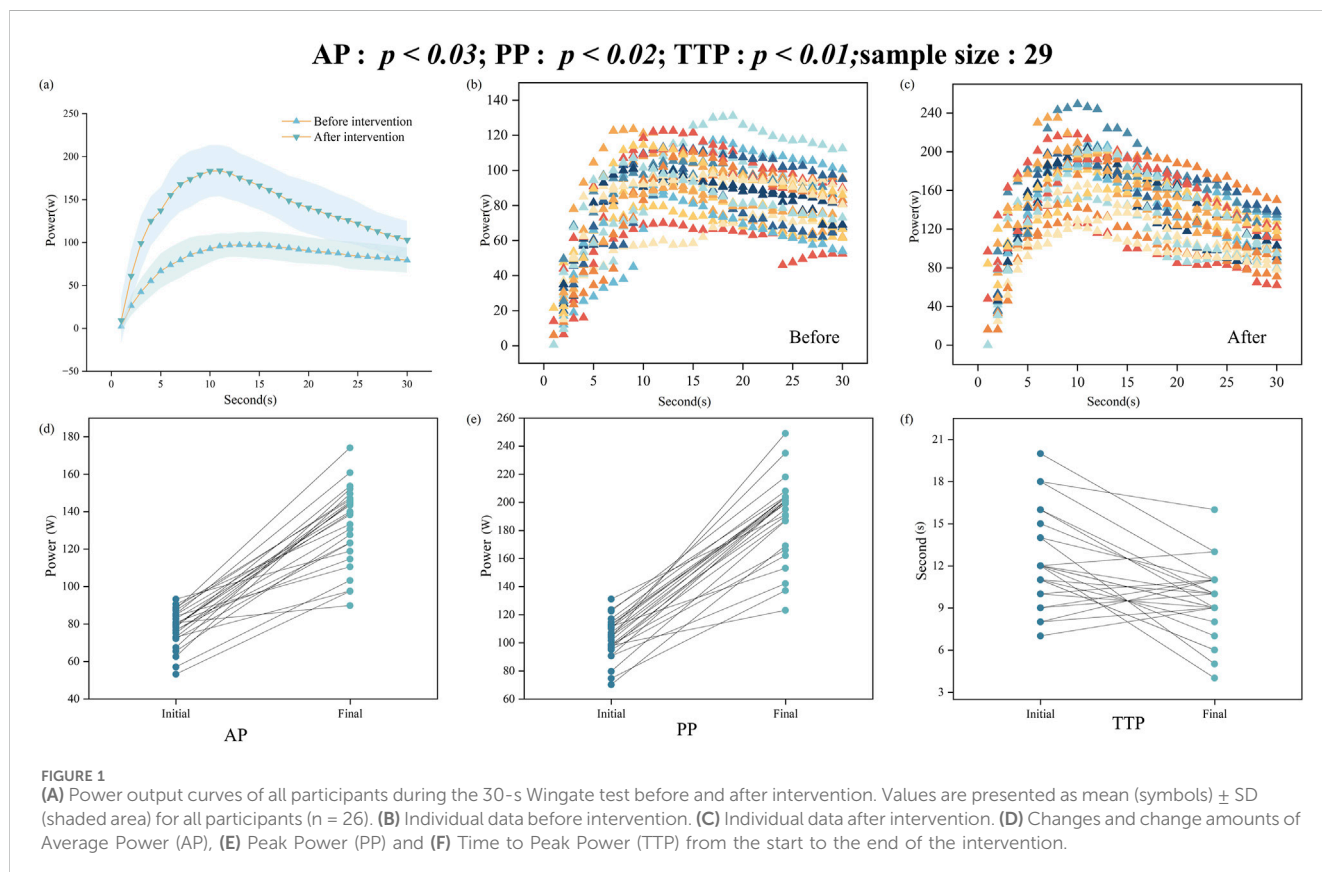 AP : p < 0.03; PP : p < 0.02; TTP : p < 0.01;sample size : 29
(a)
250
200
150
100
50
0
−50
Power(w)
Before intervention
After intervention
0 5 10 15 20 25 30
Second(s)
(b)
140
120
100
80
60
40
20
0
Power(w)
Before
0 5 10 15 20 25 30
Second(s)
(c)
240
200
160
120
80
40
0
Power(w)
After
0 5 10 15 20 25 30
Second(s)
(d)
180
160
140
120
100
80
60
40
Power (W)
Initial Final
AP
(e)
260
240
220
200
180
160
140
120
100
80
60
Power (W)
Initial Final
PP
(f)
21
18
15
12
9
6
3
Second (s)
Initial Final
TTP
FIGURE 1
(A) Power output curves of all participants during the 30-s Wingate test before and after intervention. Values are presented as mean (symbols) ± SD
(shaded area) for all participants (n = 26). (B) Individual data before intervention. (C) Individual data after intervention. (D) Changes and change amounts of
Average Power (AP), (E) Peak Power (PP) and (F) Time to Peak Power (TTP) from the start to the end of the intervention.